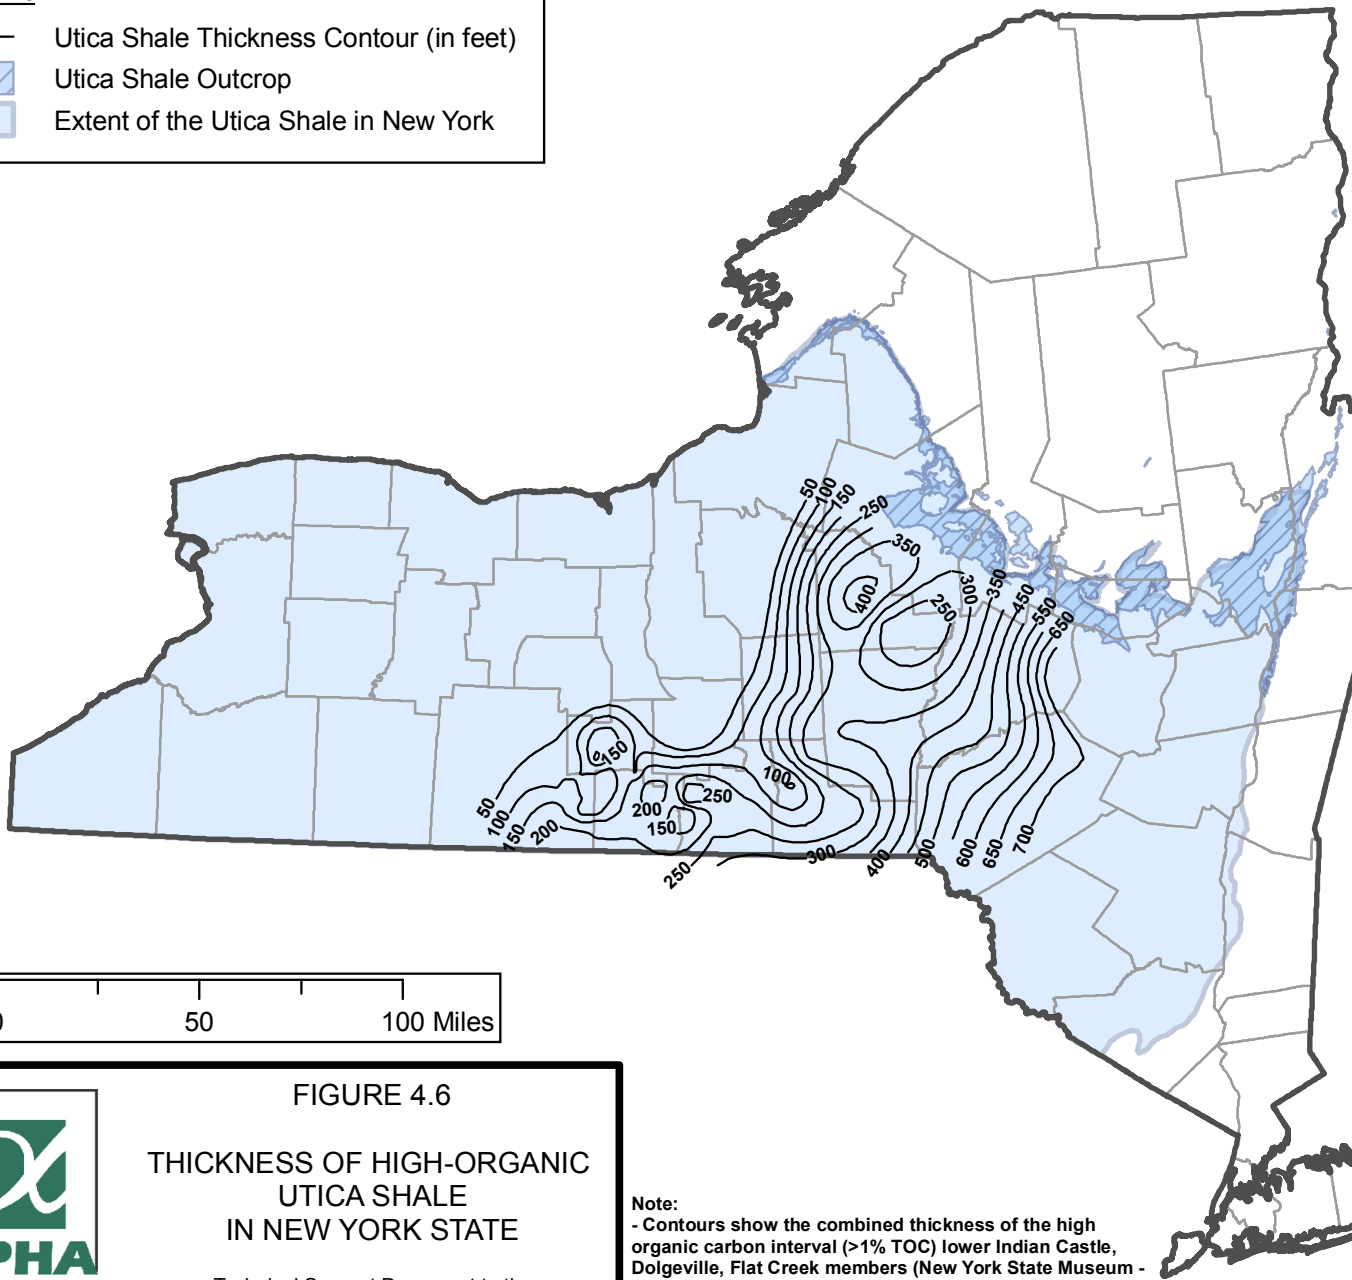 Utica Shale Thickness Contour (in feet)
Utica Shale Outcrop
Extent of the Utica Shale in New York
50
100
150
250
350
400
250
300
350
450
550
650
150
50
100
150
200
200
150
250
100
250
300
400
500
600
650
700
0 50 100 Miles
FIGURE 4.6
THICKNESS OF HIGH-ORGANIC
UTICA SHALE
IN NEW YORK STATE
PHA
Note:
- Contours show the combined thickness of the high
organic carbon interval (>1% TOC) lower Indian Castle,
Dolgeville, Flat Creek members (New York State Museum -